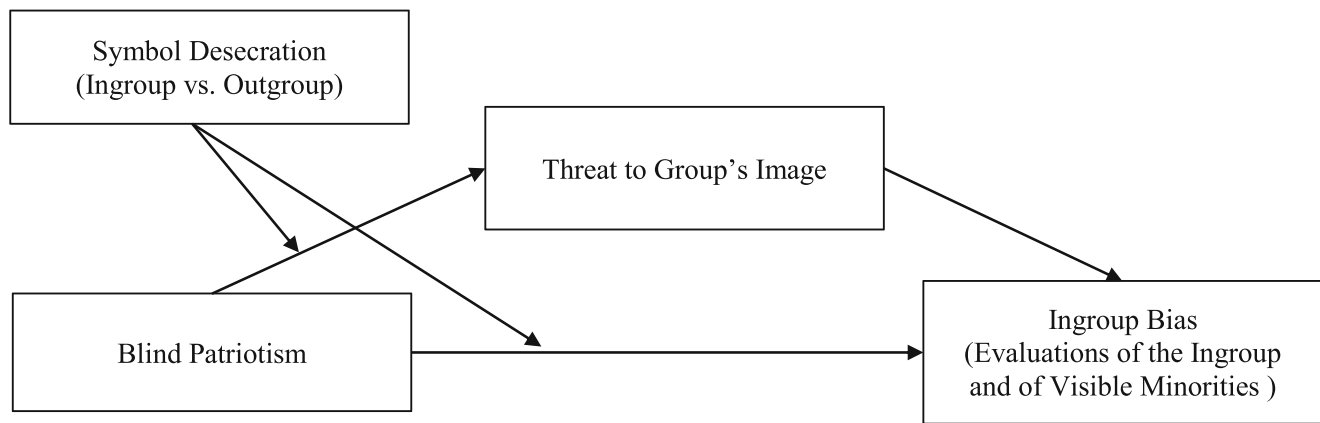 Symbol Desecration
(Ingroup vs. Outgroup)
Threat to Group’s Image
Blind Patriotism
Ingroup Bias
(Evaluations of the Ingroup
and of Visible Minorities )